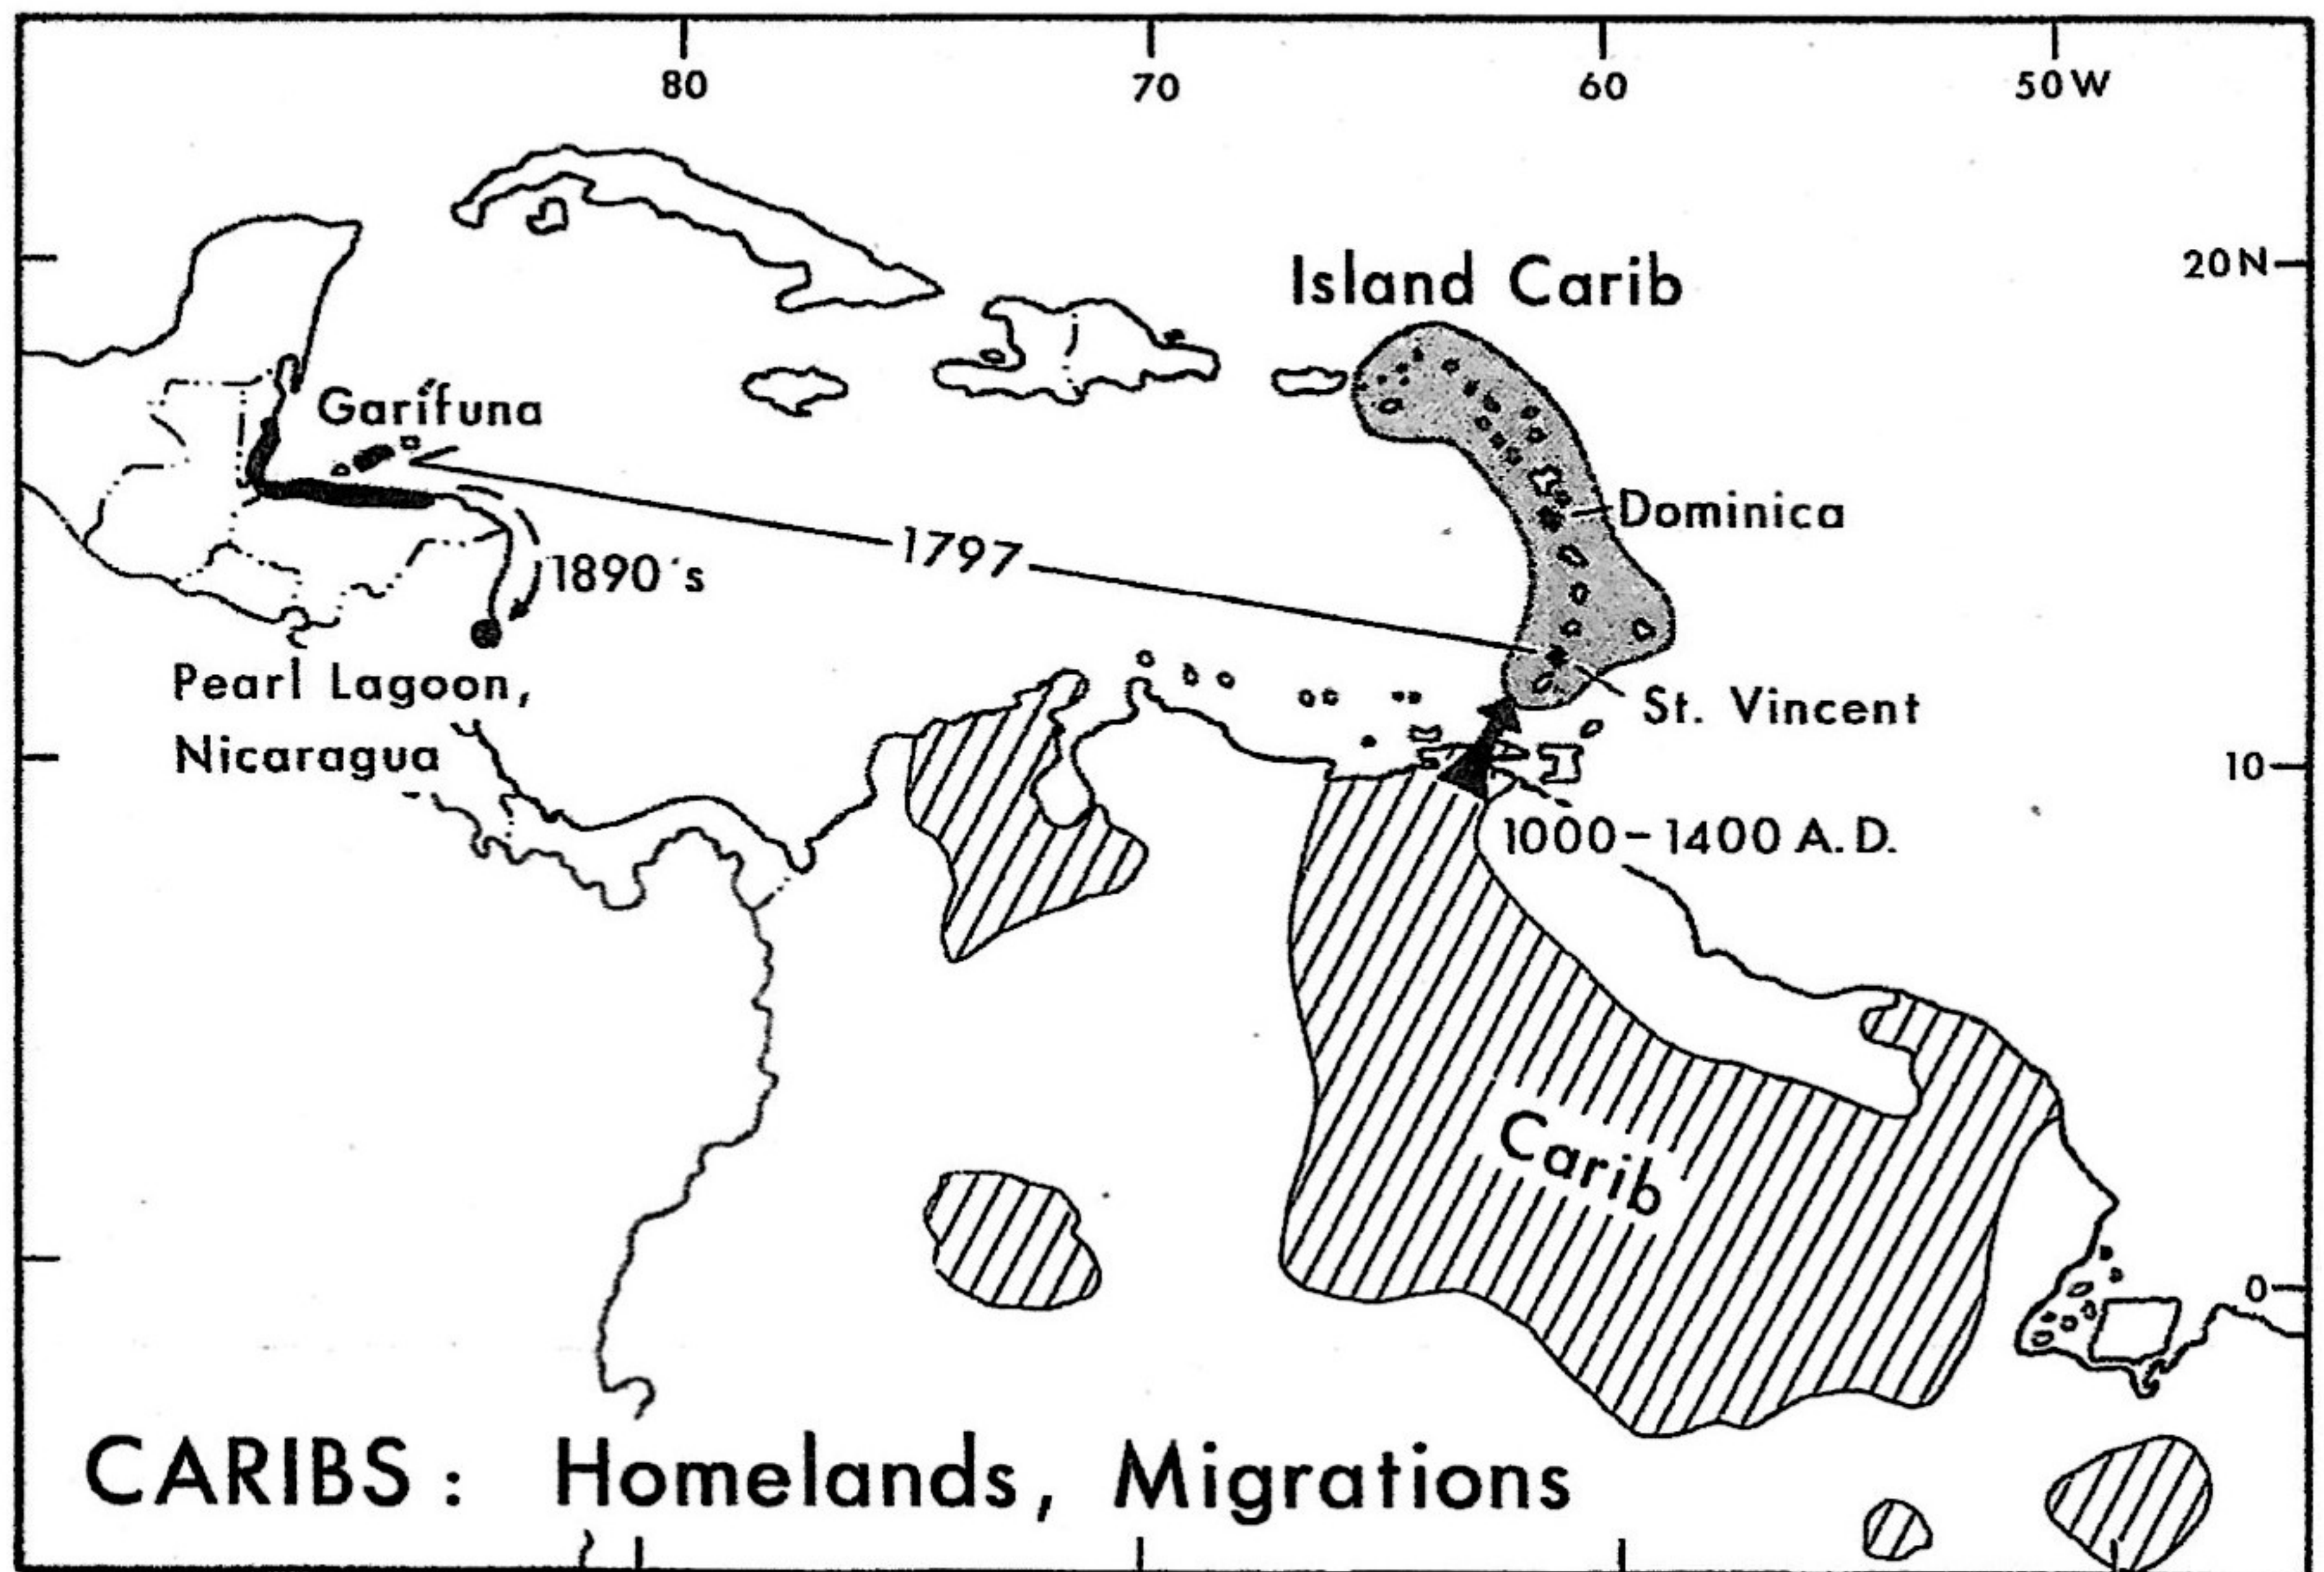 80
70
60
50W
20N
Island Carib
Garífuna
Dominica
1797
1890's
Pearl Lagoon,
Nicaragua
St. Vincent
10
1000-1400 A.D.
Carib
0
CARIBS: Homelands, Migrations